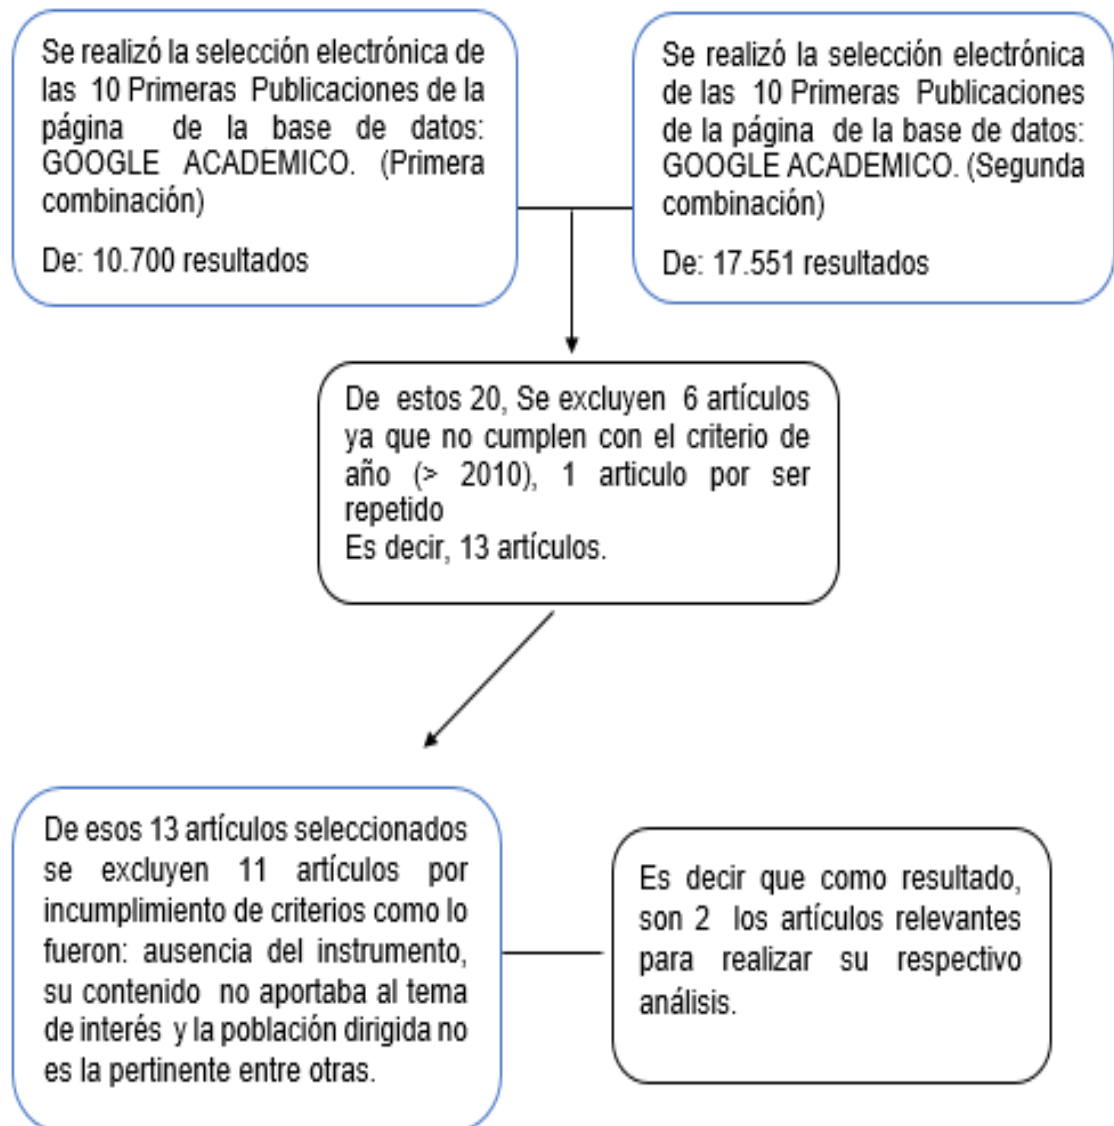 Se realizó la selección electrónica de
las 10 Primeras Publicaciones de la
página de la base de datos:
GOOGLE ACADEMICO. (Primera
combinación)
De: 10.700 resultados
Se realizó la selección electrónica
de las 10 Primeras Publicaciones
de la página de la base de datos:
GOOGLE ACADEMICO. (Segunda
combinación)
De: 17.551 resultados
De estos 20, Se excluyen 6 artículos
ya que no cumplen con el criterio de
año (> 2010), 1 articulo por ser
repetido
Es decir, 13 artículos.
De esos 13 artículos seleccionados
se excluyen 11 artículos por
incumplimiento de criterios como lo
fueron: ausencia del instrumento,
su contenido no aportaba al tema
de interés y la población dirigida no
es la pertinente entre otras.
Es decir que como resultado,
son 2 los artículos relevantes
para realizar su respectivo
análisis.